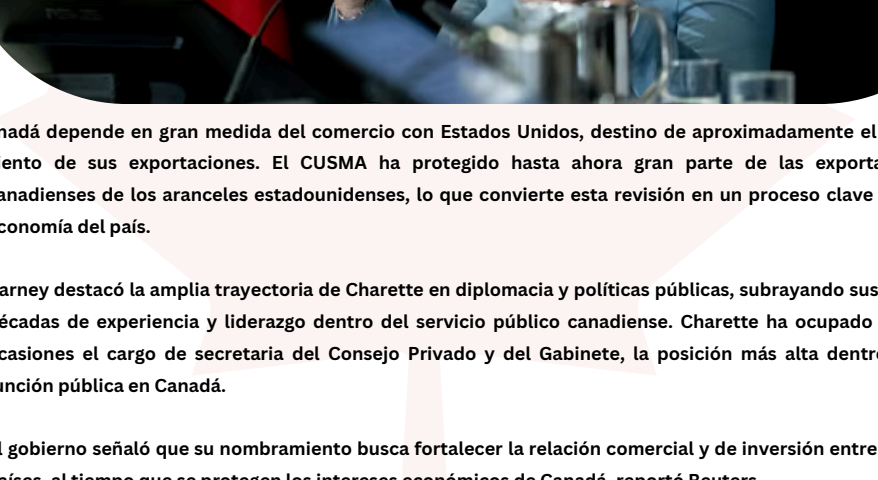 nadá depende en gran medida del comercio con Estados Unidos, destino de aproximadamente el
iento de sus exportaciones. El CUSMA ha protegido hasta ahora gran parte de las exporta
anadienses de los aranceles estadounidenses, lo que convierte esta revisión en un proceso clave
conomía del país.
arney destacó la amplia trayectoria de Charette en diplomacia y políticas públicas, subrayando sus
écadas de experiencia y liderazgo dentro del servicio público canadiense. Charette ha ocupado
casiones el cargo de secretaria del Consejo Privado y del Gabinete, la posición más alta dentro
unción pública en Canadá.
l gobierno señaló que su nombramiento busca fortalecer la relación comercial y de inversión entre
aíses, al tiempo que se protegen los intereses económicos de Canadá, reportó Reuters.